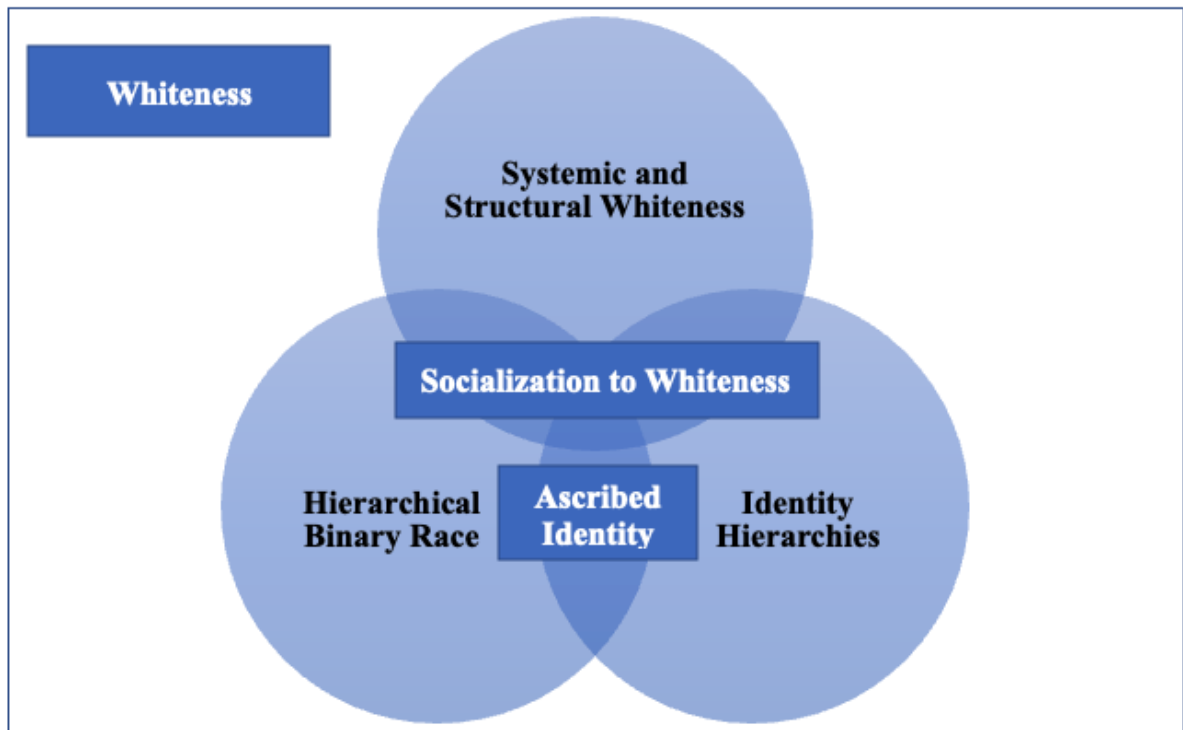 Whiteness
Systemic and
Structural Whiteness
Socialization to Whiteness
Hierarchical
Binary Race
Ascribed
Identity
Identity
Hierarchies